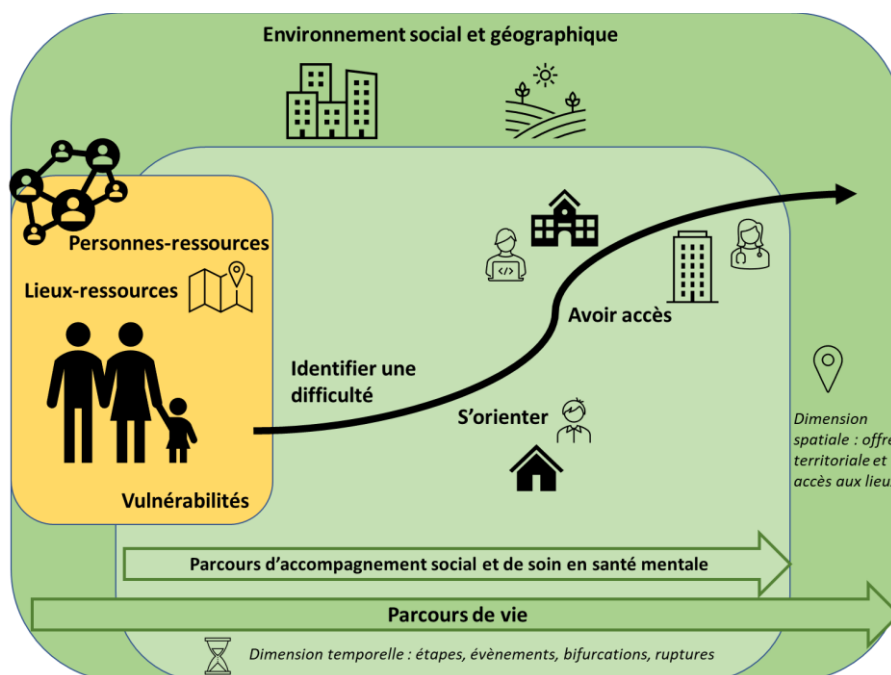 Environnement social et géographique
Personnes-ressources
Lieux-ressources
Identifier une
difficulté
Avoir accès
S'orienter
Vulnérabilités
Dimension
spatiale : offre
territoriale et
accès aux lieux
Parcours d'accompagnement social et de soin en santé mentale
Parcours de vie
Dimension temporelle : étapes, évènements, bifurcations, ruptures